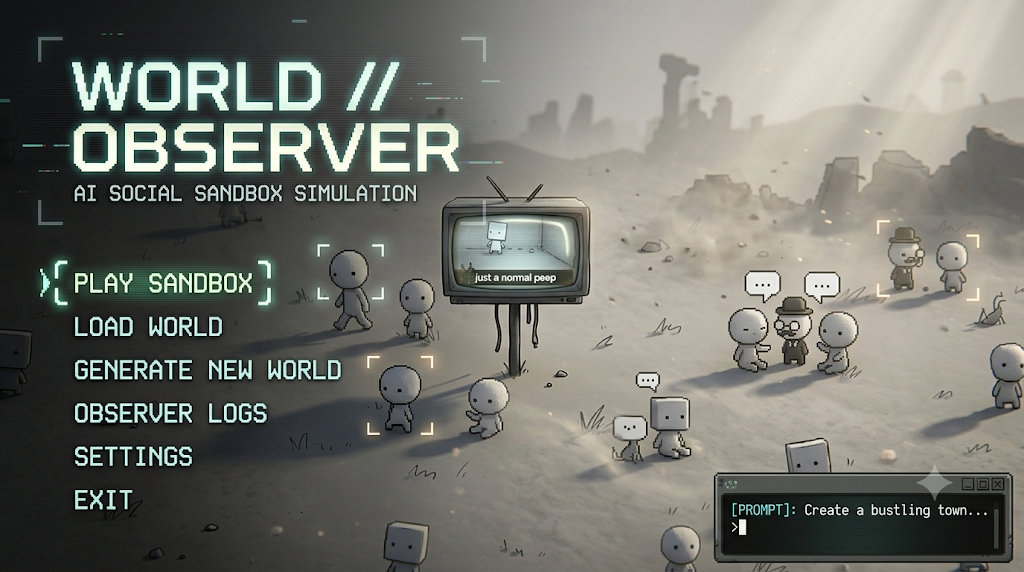 WORLD //
OBSERVER
AI SOCIAL SANDBOX SIMULATION
PLAY SANDBOX
LOAD WORLD
GENERATE NEW WORLD
OBSERVER LOGS
SETTINGS
EXIT
just a normal peep
...
...
...
...
[PROMPT]: Create a bustling town...
>